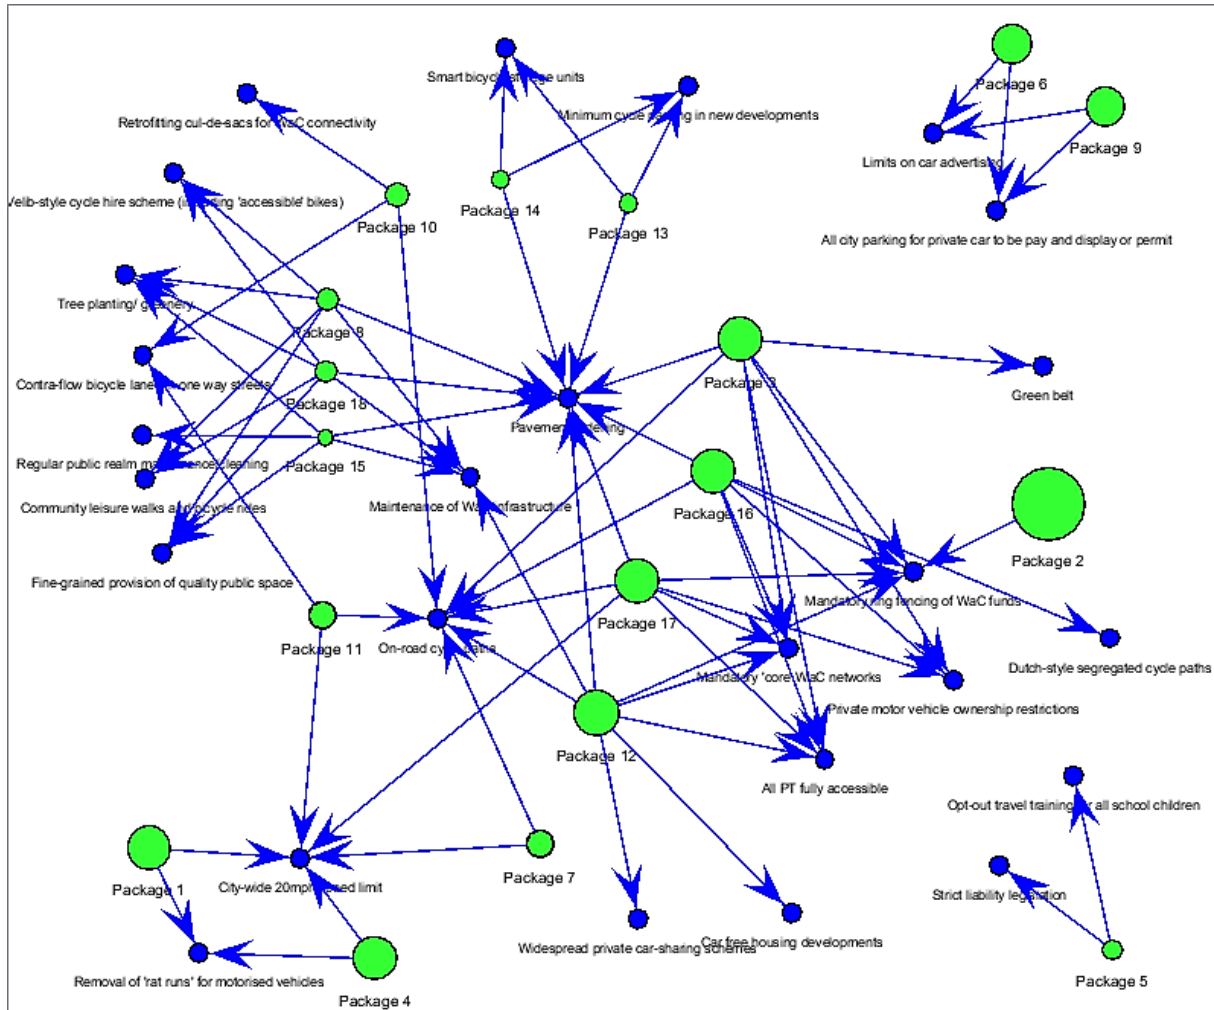 Smart bicycle storage units
Package 6
Retrofitting cul-de-sacs for WaC connectivity
Minimum cycle parking in new developments
Package 9
Limits on car advertising
Velib-style cycle hire scheme (including 'accessible' bikes)
Package 14
Package 10
Package 13
All city parking for private car to be pay and display or permit
Tree planting/ greenery
Package 8
Contra-flow bicycle lanes on one way streets
Package 3
Green belt
Package 18
Pavement widening
Regular public realm maintenance/cleaning
Package 15
Community leisure walks and bicycle rides
Maintenance of WaC infrastructure
Package 16
Package 2
Fine-grained provision of quality public space
Mandatory ring fencing of WaC funds
Package 17
Package 11
On-road cycle paths
Dutch-style segregated cycle paths
Mandatory 'core' WaC networks
Private motor vehicle ownership restrictions
Package 12
All PT fully accessible
Opt-out travel training for all school children
Package 1
City-wide 20mph speed limit
Package 7
Strict liability legislation
Widespread private car-sharing schemes
Car free housing developments
Removal of 'rat runs' for motorised vehicles
Package 5
Package 4